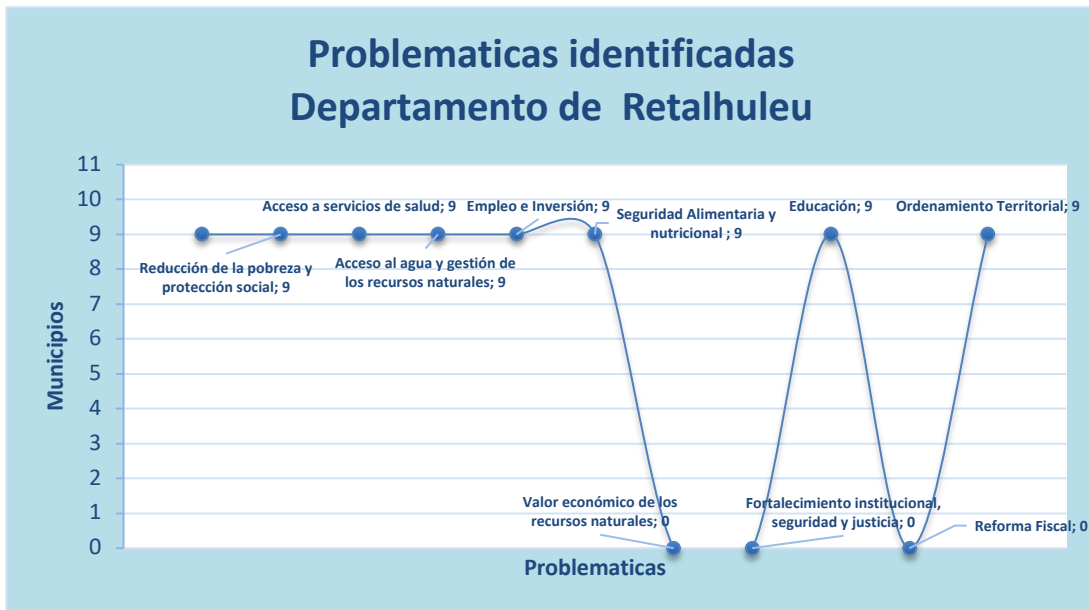 Problematicas identificadas
Departamento de Retalhuleu
11
10
9
8
7
6
5
4
3
2
1
0
Municipios
Acceso a servicios de salud; 9
Empleo e Inversión; 9
Seguridad Alimentaria y
nutricional ; 9
Educación; 9
Ordenamiento Territorial; 9
Reducción de la pobreza y
protección social; 9
Acceso al agua y gestión de
los recursos naturales; 9
Valor económico de los
recursos naturales; 0
Fortalecimiento institucional,
seguridad y justicia; 0
Reforma Fiscal; 0
Problematicas